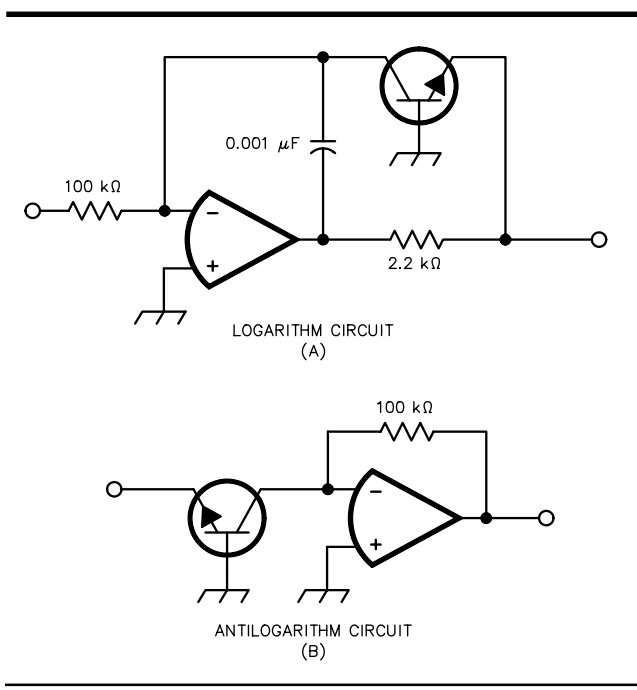 0.001 µF
100 kΩ
−
+
2.2 kΩ
LOGARITHM CIRCUIT
(A)
100 kΩ
−
+
ANTILOGARITHM CIRCUIT
(B)